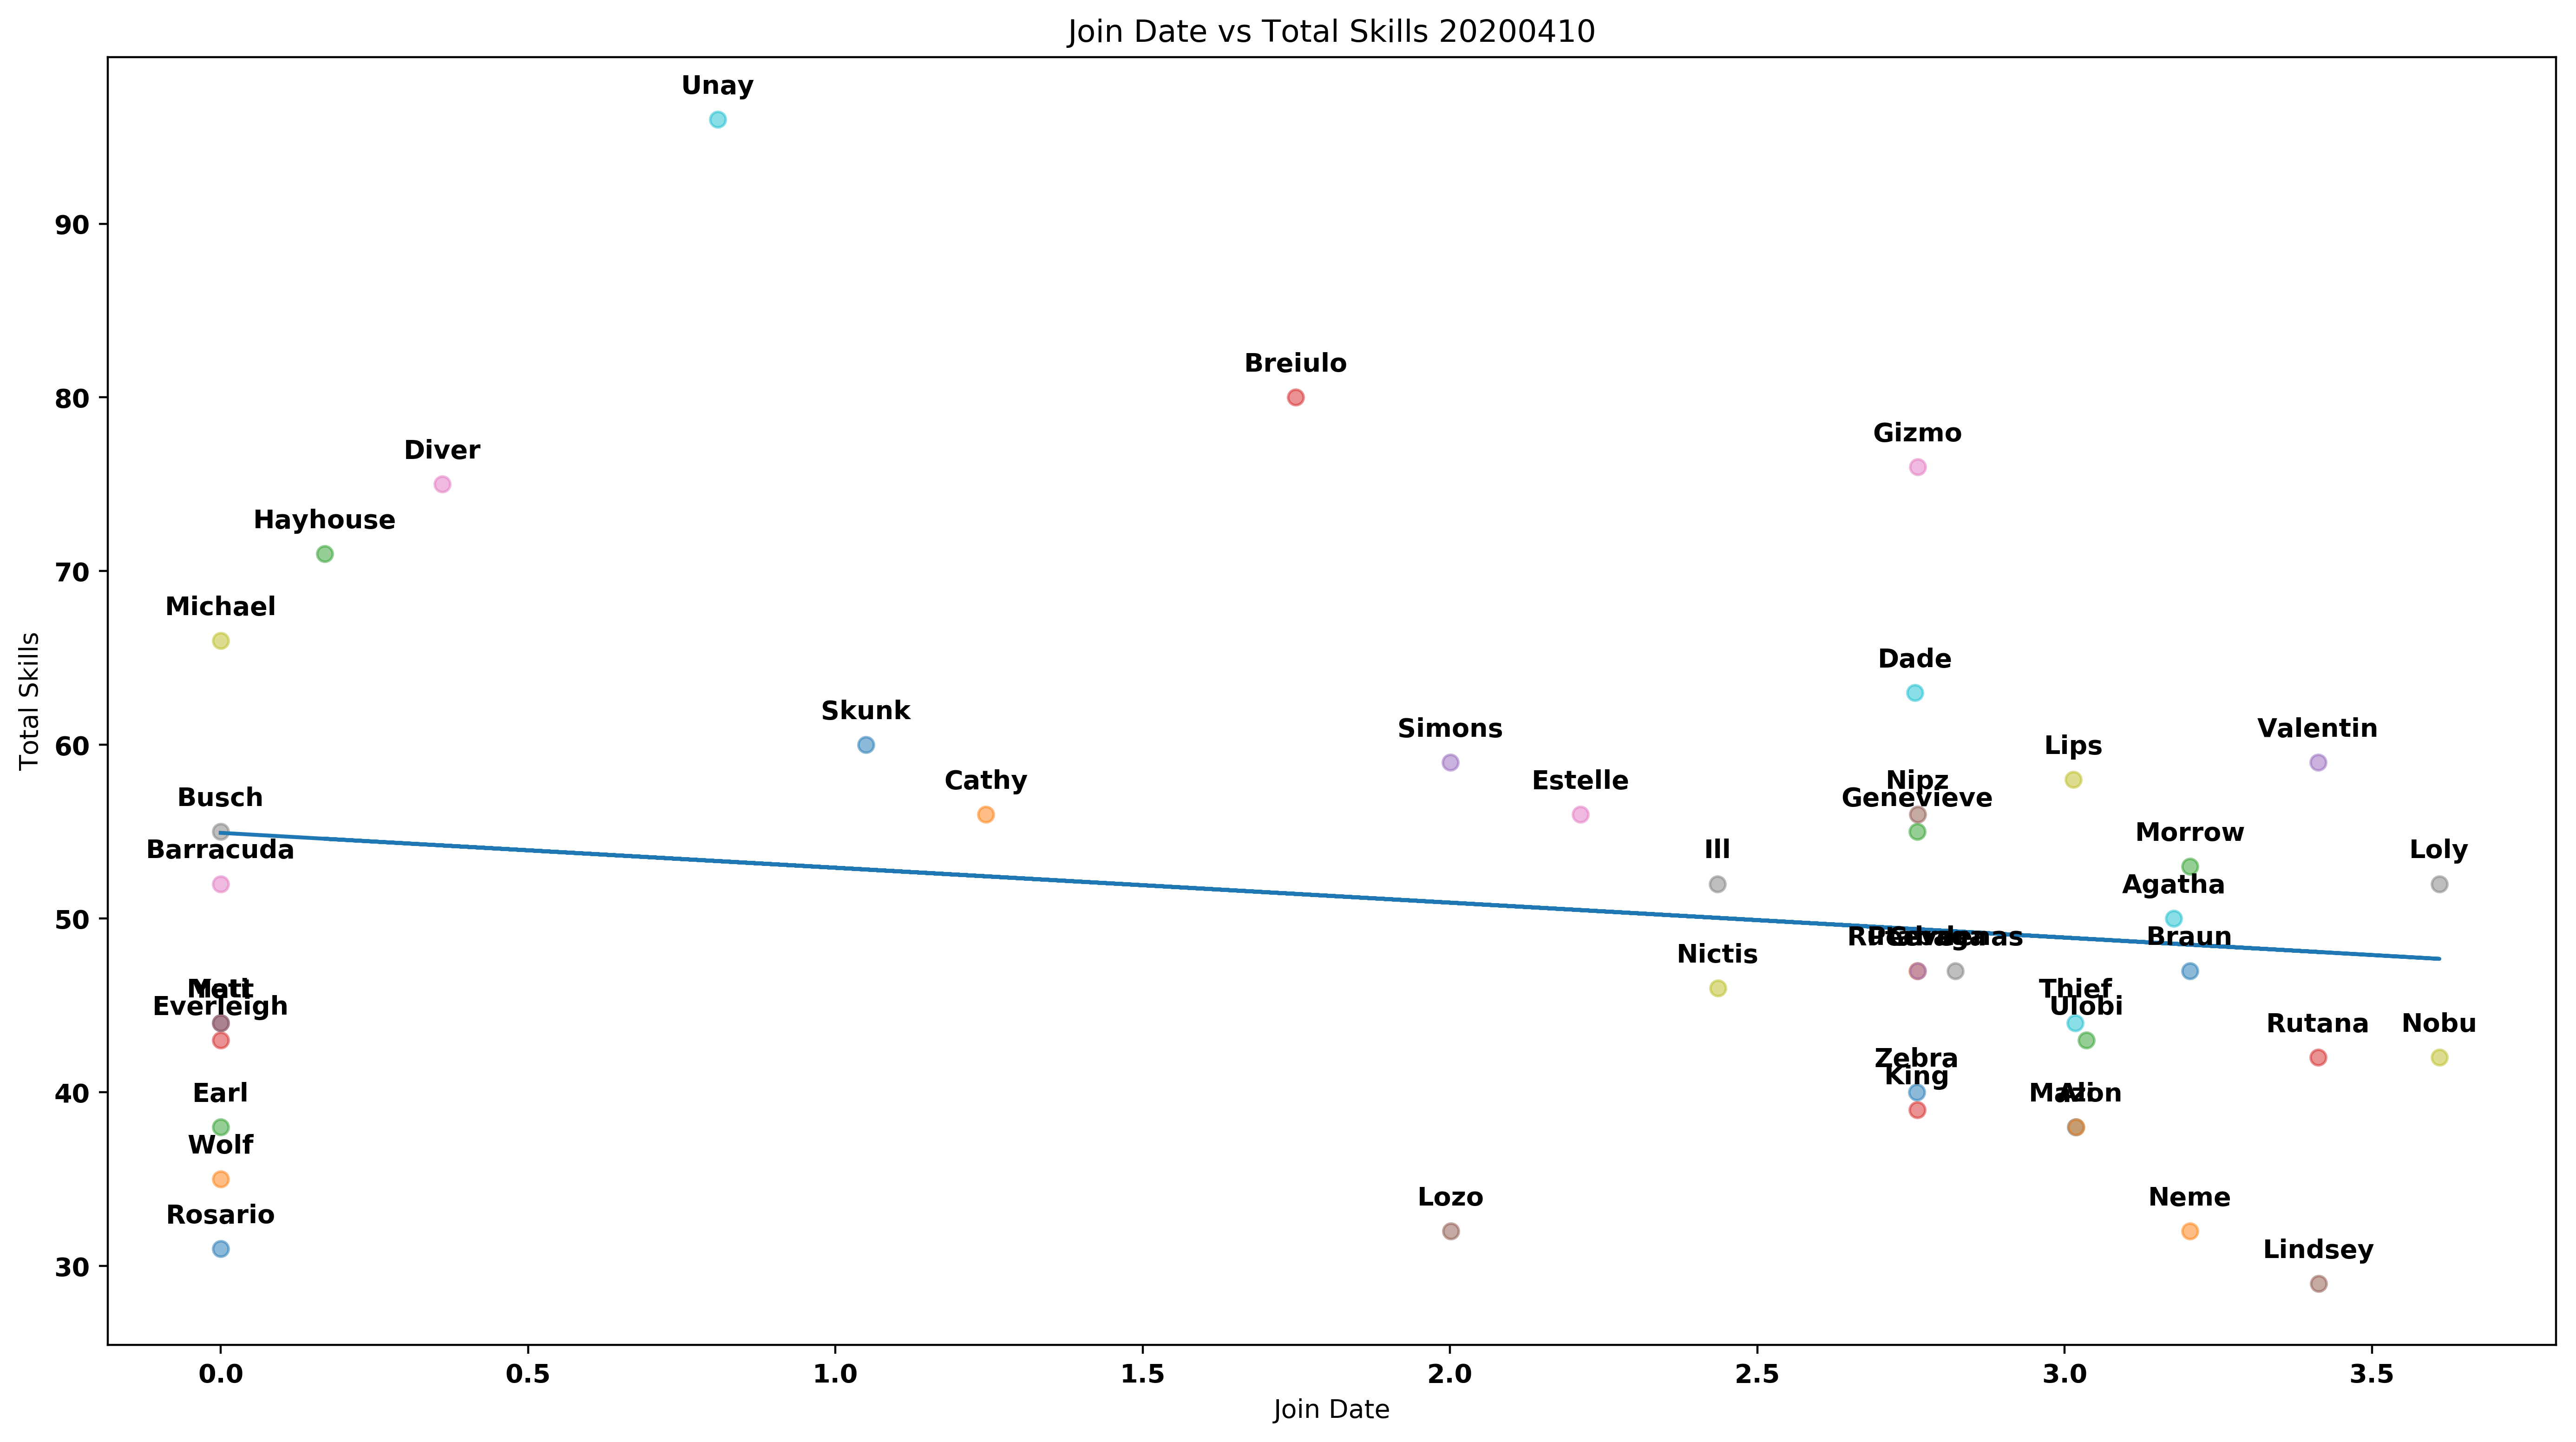 Join Date vs Total Skills 20200410
Unay
90
Breiulo
80
Gizmo
Diver
Hayhouse
70
Michael
Dade
Skunk
Simons
Lips
Valentin
60
Cathy
Estelle
Nipz
Busch
Genevieve
Barracuda
Ill
Morrow
Loly
Agatha
50
Braun
Nictis
Matt
Thief
Everleigh
Ulobi
Rutana
Nobu
Zebra
King
40
Earl
Alon
Wolf
Rosario
Lozo
Neme
Lindsey
30
0.0 0.5 1.0 1.5 2.0 2.5 3.0 3.5
Join Date
Total Skills